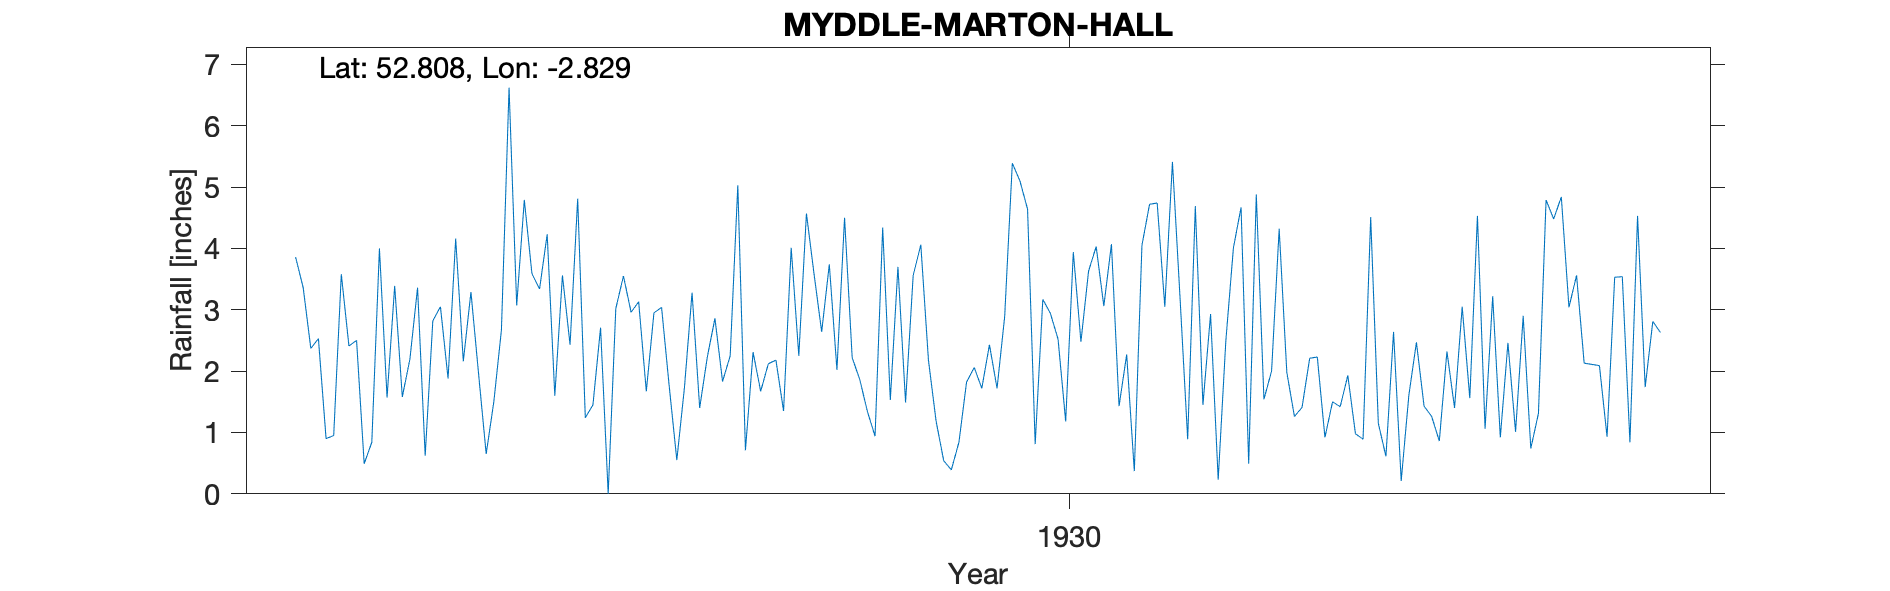 MYDDLE-MARTON-HALL
Lat: 52.808, Lon: -2.829
7
6
5
4
3
2
1
0
Rainfall [inches]
1930
Year